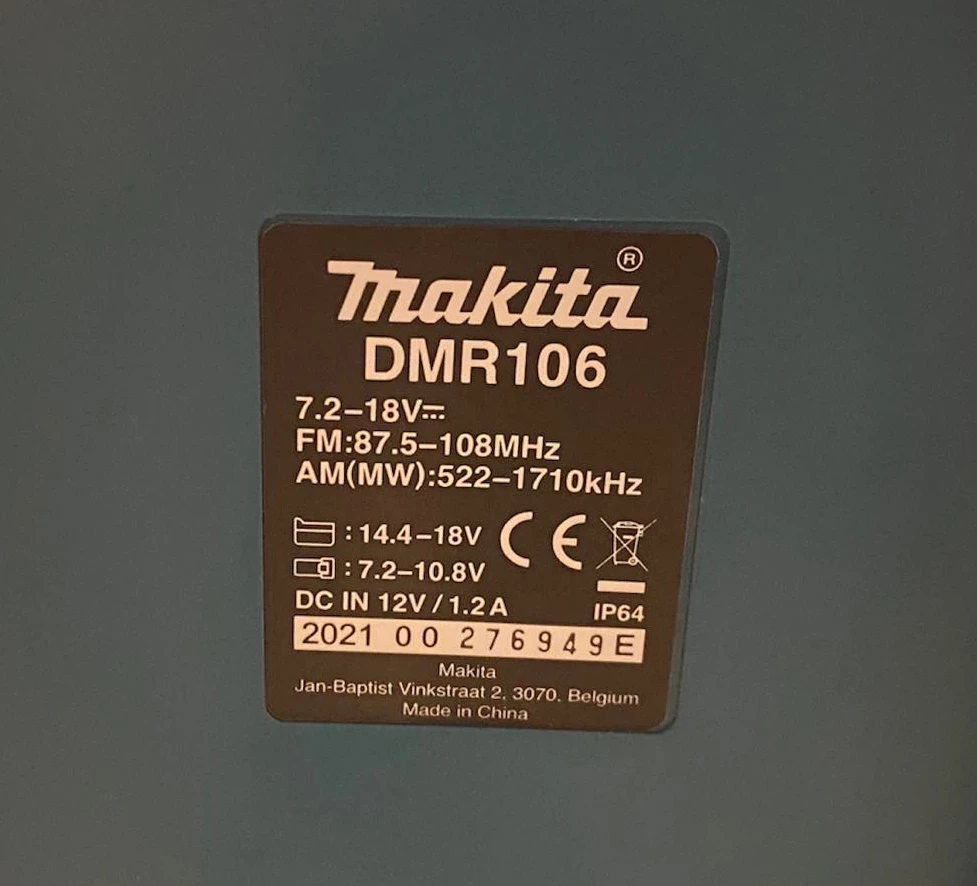 makita®
DMR106
7.2–18V⎓
FM:87.5–108MHz
AM(MW):522–1710kHz
:14.4–18V CE
:7.2–10.8V
DC IN 12V/1.2A IP64
2021 00 276949E
Makita
Jan-Baptist Vinkstraat 2, 3070, Belgium
Made in China